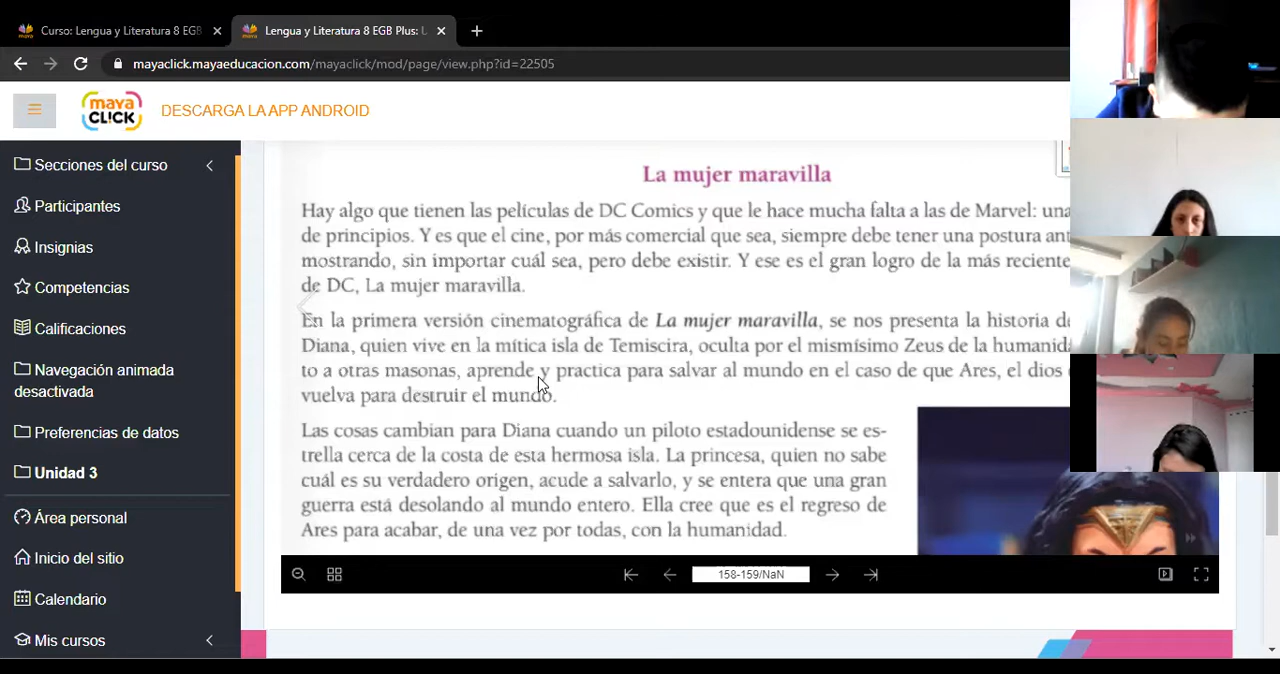 Curso: Lengua y Literatura 8 EGB
Lengua y Literatura 8 EGB Plus: U
mayaclick.mayaeducacion.com/mayaclick/mod/page/view.php?id=22505
maya CL!CK
DESCARGA LA APP ANDROID
Secciones del curso
Participantes
Insignias
Competencias
Calificaciones
Navegación animada
desactivada
Preferencias de datos
Unidad 3
Área personal
Inicio del sitio
Calendario
Mis cursos
La mujer maravilla
Hay algo que tienen las películas de DC Comics y que le hace mucha falta a las de Marvel: una
de principios. Y es que el cine, por más comercial que sea, siempre debe tener una postura
mostrando, sin importar cuál sea, pero debe existir. Y ese es el gran logro de la más reciente
de DC, La mujer maravilla.
En la primera versión cinematográfica de La mujer maravilla, se nos presenta la historia
Diana, quien vive en la mítica isla de Temiscira, oculta por el mismísimo Zeus de la
to a otras masonas, aprende y practica para salvar al mundo en el caso de que Ares, el dios
vuelva para destruir el mundo.
Las cosas cambian para Diana cuando un piloto estadounidense se es-
trella cerca de la costa de esta hermosa isla. La princesa, quien no sabe
cuál es su verdadero origen, acude a salvarlo, y se entera que una gran
guerra está desolando al mundo entero. Ella cree que es el regreso de
Ares para acabar, de una vez por todas, con la humanidad.
158-159/NaN